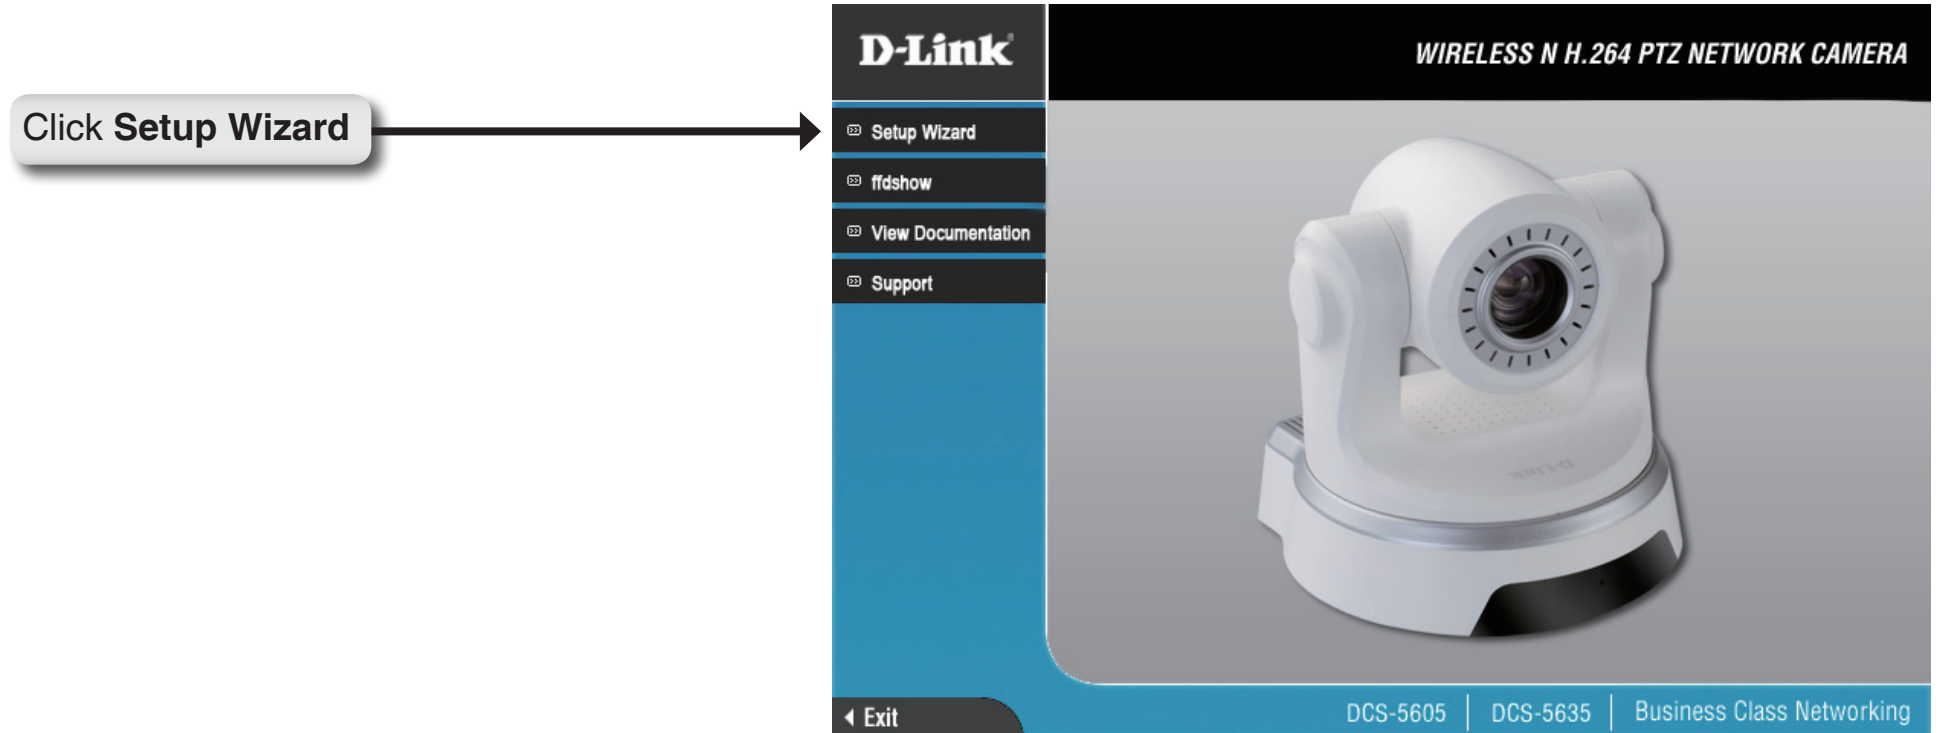 D-Link
WIRELESS N H.264 PTZ NETWORK CAMERA
Click Setup Wizard
Setup Wizard
ffdshow
View Documentation
Support
D-Link
Exit
DCS-5605 | DCS-5635 | Business Class Networking